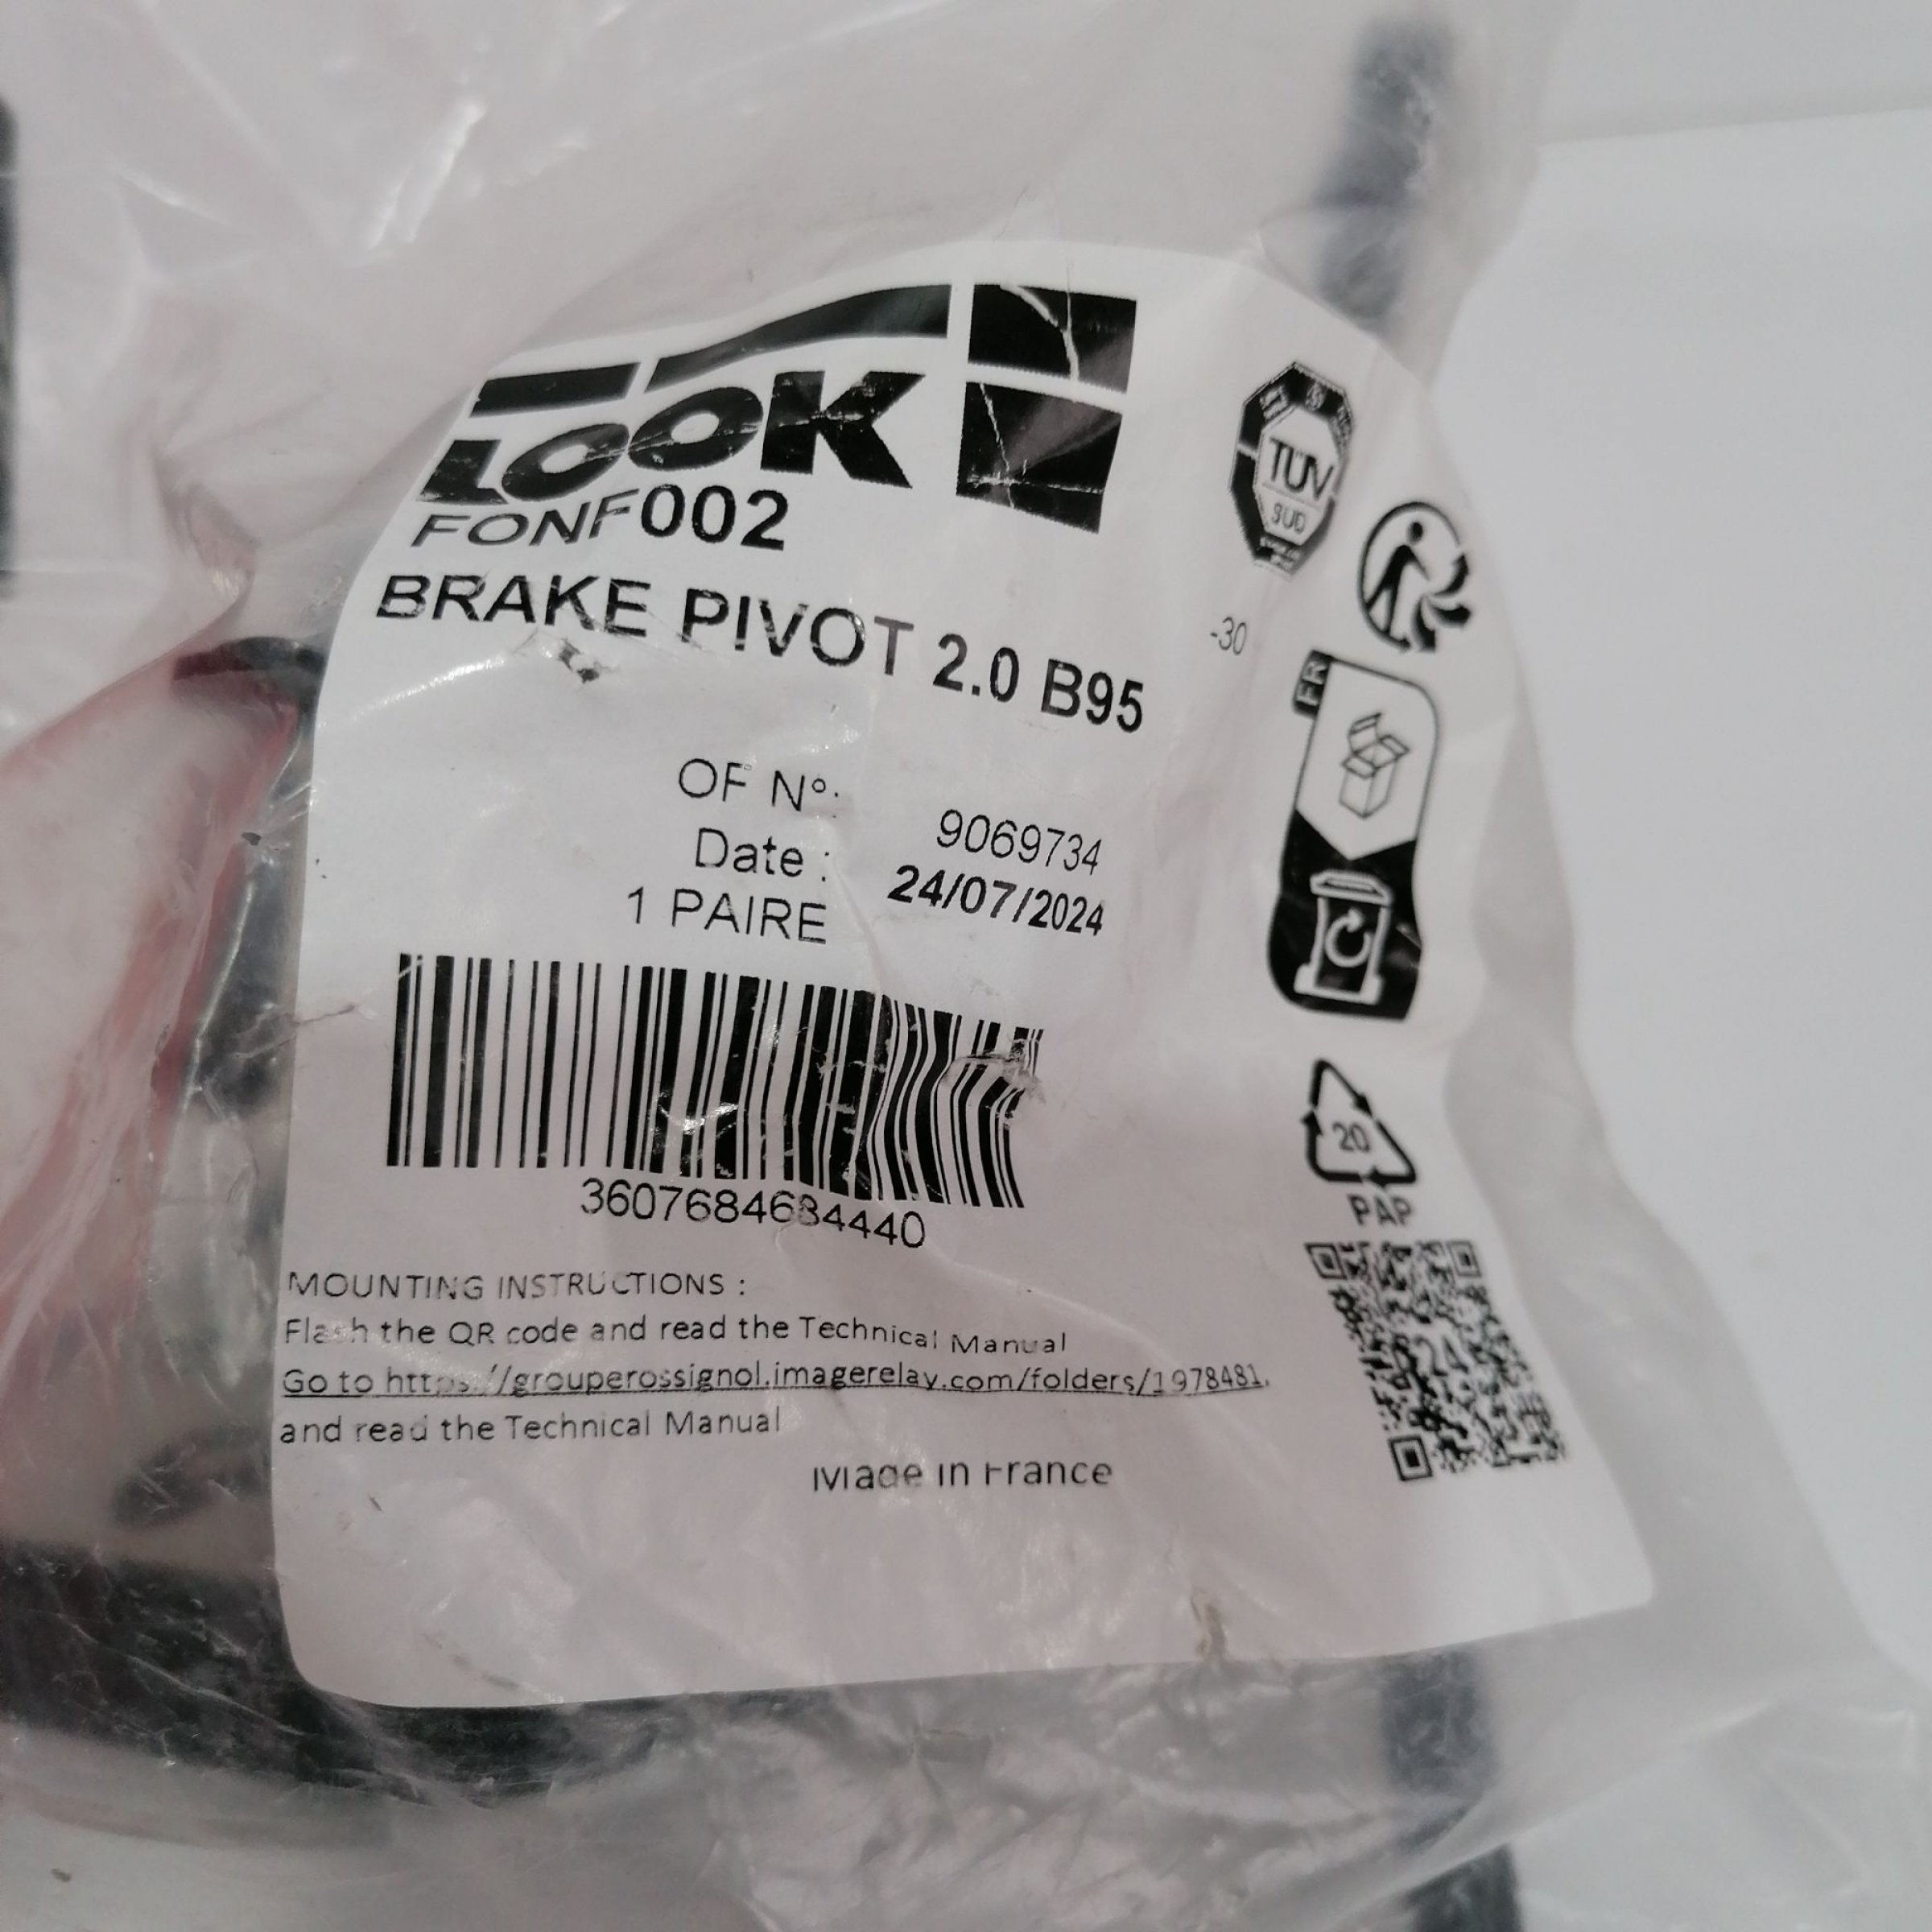 LOOK
FONF002
BRAKE PIVOT 2.0 B95
OF N°:
9069734
Date :
24/07/2024
1 PAIRE
3607684684440
MOUNTING INSTRUCTIONS :
Flash the QR code and read the Technical Manual
Go to https://grouperossignol.imagerelay.com/folders/1978481,
and read the Technical Manual
Made in France
TÜV
SUD
-30
FR
20
PAP
24